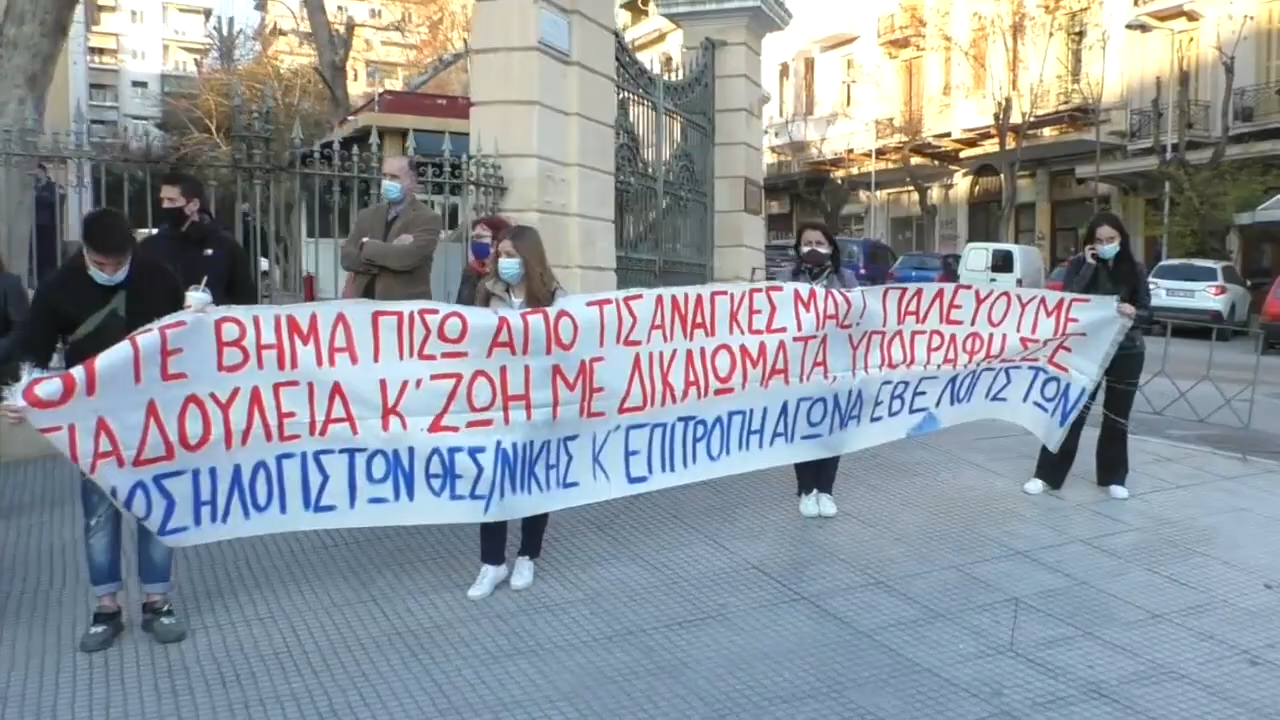 ΟΥΤΕ ΒΗΜΑ ΠΙΣΩ ΑΠΟ ΤΙΣ ΑΝΑΓΚΕΣ ΜΑΣ! ΠΑΛΕΥΟΥΜΕ
ΓΙΑ ΔΟΥΛΕΙΑ Κ' ΖΩΗ ΜΕ ΔΙΚΑΙΩΜΑΤΑ, ΥΠΟΓΡΑΦΗ ΣΣΕ
ΛΟΓΙΣΤΩΝ ΘΕΣ/ΝΙΚΗΣ Κ' ΕΠΙΤΡΟΠΗ ΑΓΩΝΑ ΕΒΕ ΛΟΓΙΣΤΩΝ